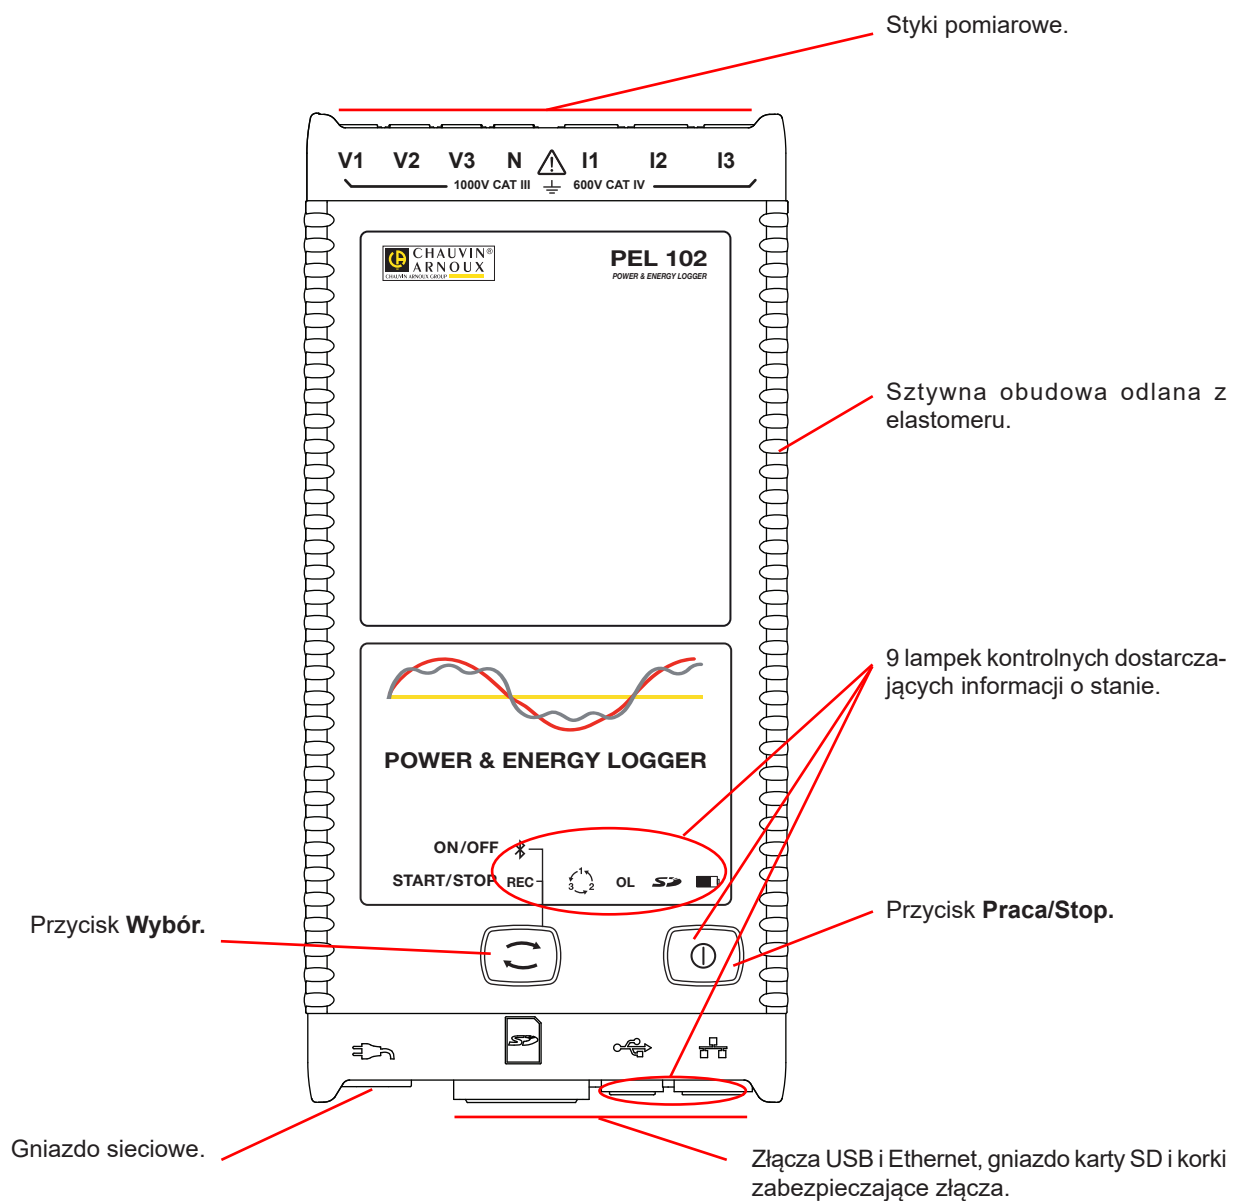 Styki pomiarowe.
V1 V2 V3 N I1 I2 I3
1000V CAT III 600V CAT IV
CHAUVIN®
ARNOUX
CHAUVIN ARNOUX GROUP
PEL 102
POWER & ENERGY LOGGER
Sztywna obudowa odlana z
elastomeru.
9 lampek kontrolnych dostarcza-
jących informacji o stanie.
POWER & ENERGY LOGGER
ON/OFF
START/STOP REC 1 2 3 OL SD
Przycisk Wybór.
Przycisk Praca/Stop.
SD
Gniazdo sieciowe.
Złącza USB i Ethernet, gniazdo karty SD i korki
zabezpieczające złącza.